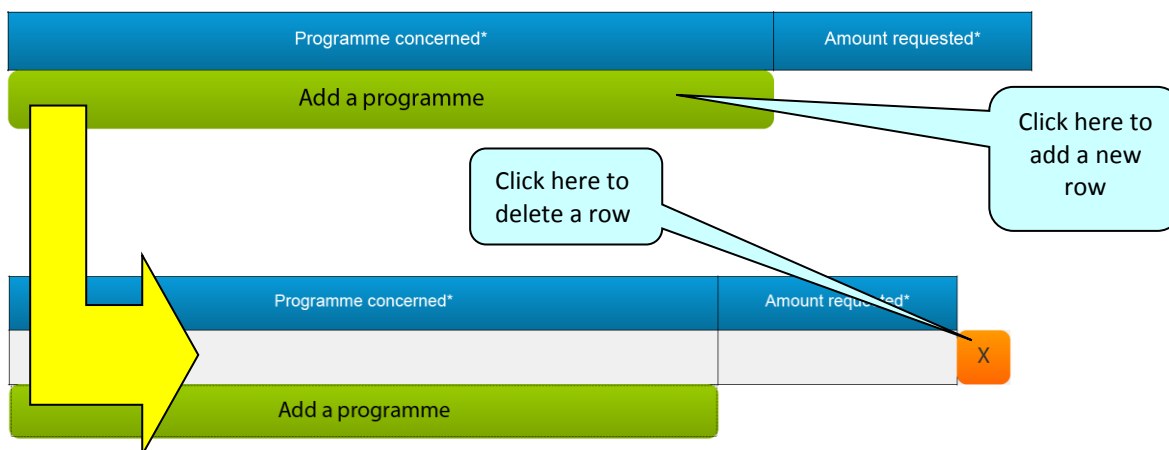 Programme concerned*
Amount requested*
Add a programme
Click here to
add a new
row
Click here to
delete a row
Programme concerned*
Amount requested*
X
Add a programme